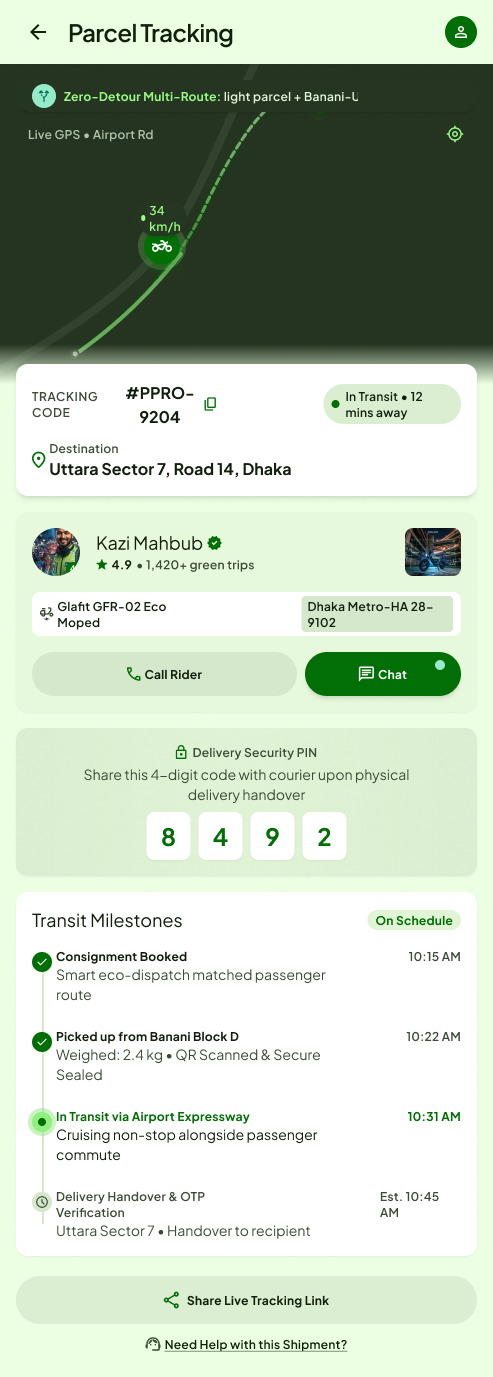 Parcel Tracking
Zero-Detour Multi-Route: light parcel + Banani-U
Live GPS • Airport Rd
34
km/h
TRACKING
CODE
#PPRO-
9204
In Transit • 12
mins away
Destination
Uttara Sector 7, Road 14, Dhaka
Kazi Mahbub
4.9 • 1,420+ green trips
Glafit GFR-02 Eco
Moped
Dhaka Metro-HA 28-
9102
Call Rider
Chat
Delivery Security PIN
Share this 4-digit code with courier upon physical
delivery handover
8 4 9 2
Transit Milestones
On Schedule
Consignment Booked
10:15 AM
Smart eco-dispatch matched passenger
route
Picked up from Banani Block D
10:22 AM
Weighed: 2.4 kg • QR Scanned & Secure
Sealed
In Transit via Airport Expressway
10:31 AM
Cruising non-stop alongside passenger
commute
Delivery Handover & OTP
Verification
Est. 10:45
AM
Uttara Sector 7 • Handover to recipient
Share Live Tracking Link
Need Help with this Shipment?